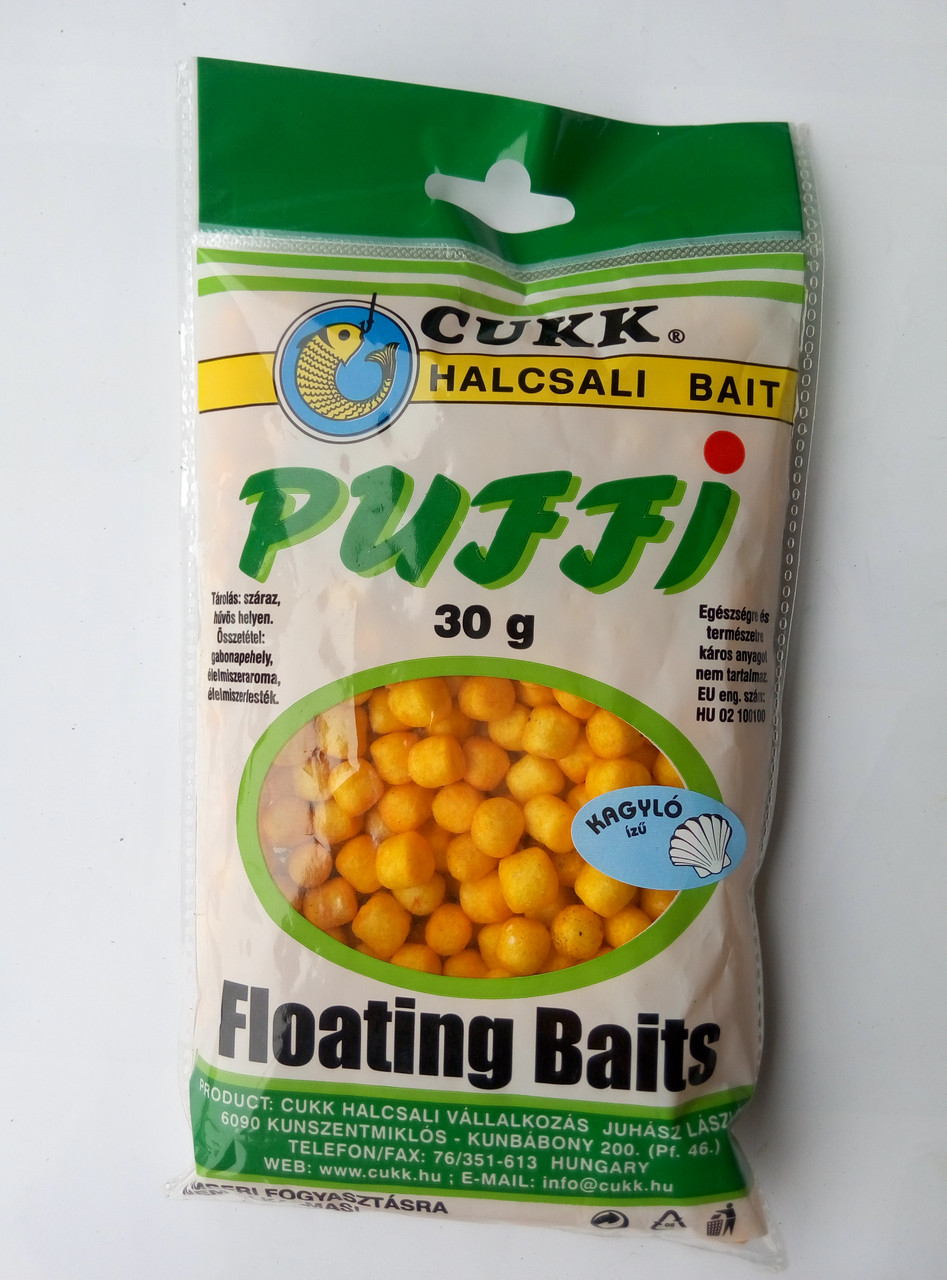 CUKK®
HALCSALI BAIT
PUFFI
30 g
Tárolás: száraz,
hűvös helyen.
Összetétel:
gabonapehely,
élelmiszeraroma,
élelmiszerfesték.
Egészségre és
természetre
káros anyagot
nem tartalmaz.
EU eng. szám:
HU 02 100100
KAGYLÓ
ízű
Floating Baits
PRODUCT: CUKK HALCSALI VÁLLALKOZÁS JUHÁSZ
6090 KUNSZENTMIKLÓS - KUNBÁBONY 200. (Pf. 46.)
TELEFON/FAX: 76/351-613 HUNGARY
WEB: www.cukk.hu ; E-MAIL: info@cukk.hu
FOGYASZTÁSRA